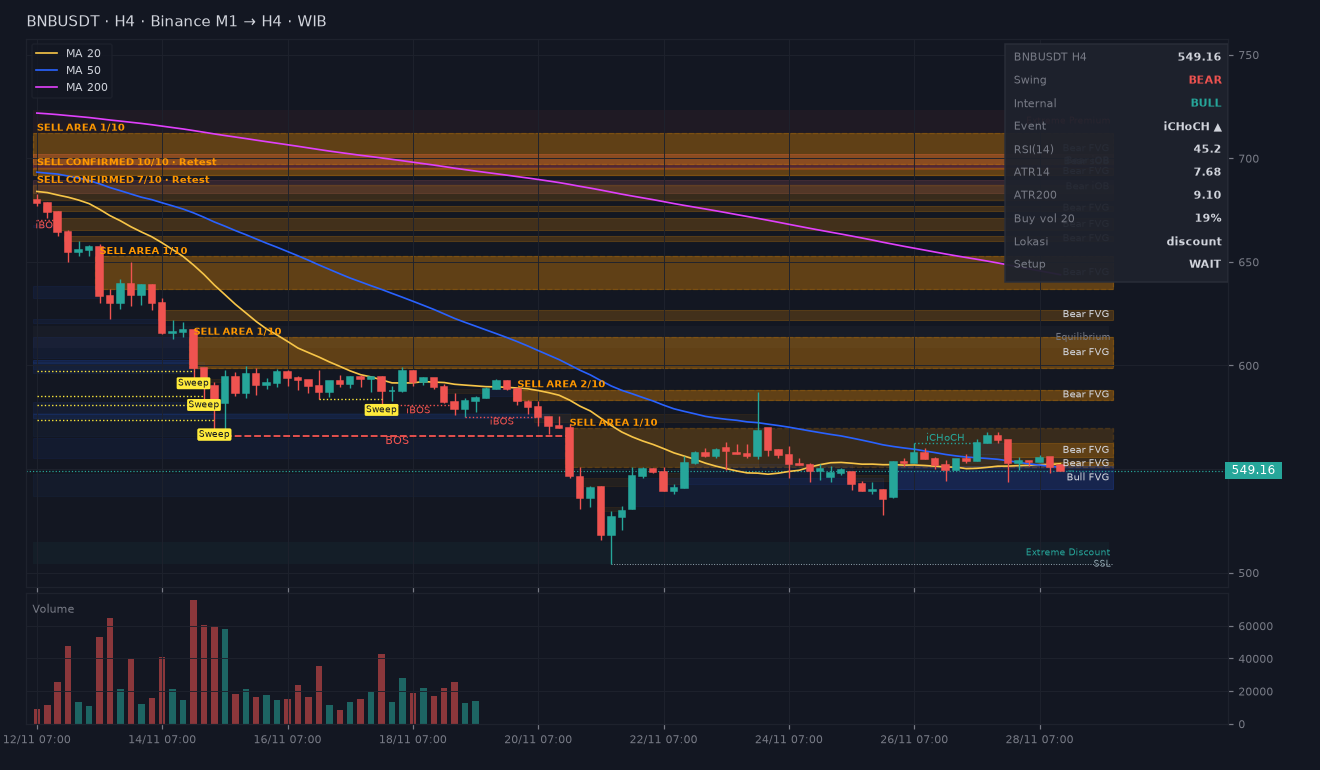 BNBUSDT · H4 · Binance M1 → H4 · WIB
MA 20
MA 50
MA 200
BNBUSDT H4 549.16
Swing BEAR
Internal BULL
Event iCHoCH ▲
RSI(14) 45.2
ATR14 7.68
ATR200 9.10
Buy vol 20 19%
Lokasi discount
Setup WAIT
750
700
650
600
549.16
500
SELL AREA 1/10
SELL CONFIRMED 10/10 · Retest
SELL CONFIRMED 7/10 · Retest
iBOS
SELL AREA 1/10
Bear FVG
SELL AREA 1/10
Equilibrium
Bear FVG
Sweep
SELL AREA 2/10
Bear FVG
Sweep
Sweep
iBOS
iBOS
SELL AREA 1/10
Sweep
BOS
iCHoCH
Bear FVG
Bear FVG
Bull FVG
Extreme Discount
SSL
Volume
60000
40000
20000
0
12/11 07:00
14/11 07:00
16/11 07:00
18/11 07:00
20/11 07:00
22/11 07:00
24/11 07:00
26/11 07:00
28/11 07:00